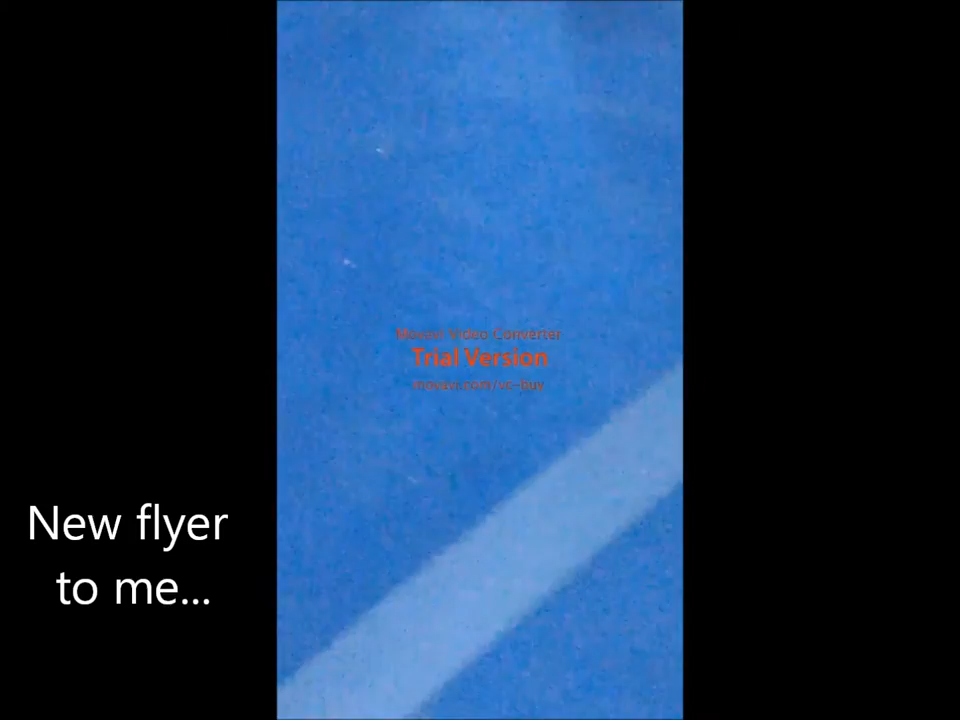 Movavi Video Converter
Trial Version
movavi.com/vc-buy
New flyer
to me...